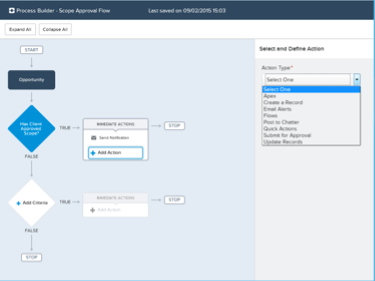 Process Builder - Scope Approval Flow
Last saved on 09/02/2015 15:03
Expand All
Collapse All
START
Opportunity
Has Client
Approved
Scope?
TRUE
IMMEDIATE ACTIONS
Send Notification
+ Add Action
STOP
FALSE
+ Add Criteria
TRUE
IMMEDIATE ACTIONS
+ Add Action
STOP
FALSE
STOP
Select and Define Action
Action Type*
Select One
Select One
Apex
Create a Record
Email Alerts
Flows
Post to Chatter
Quick Actions
Submit for Approval
Update Records